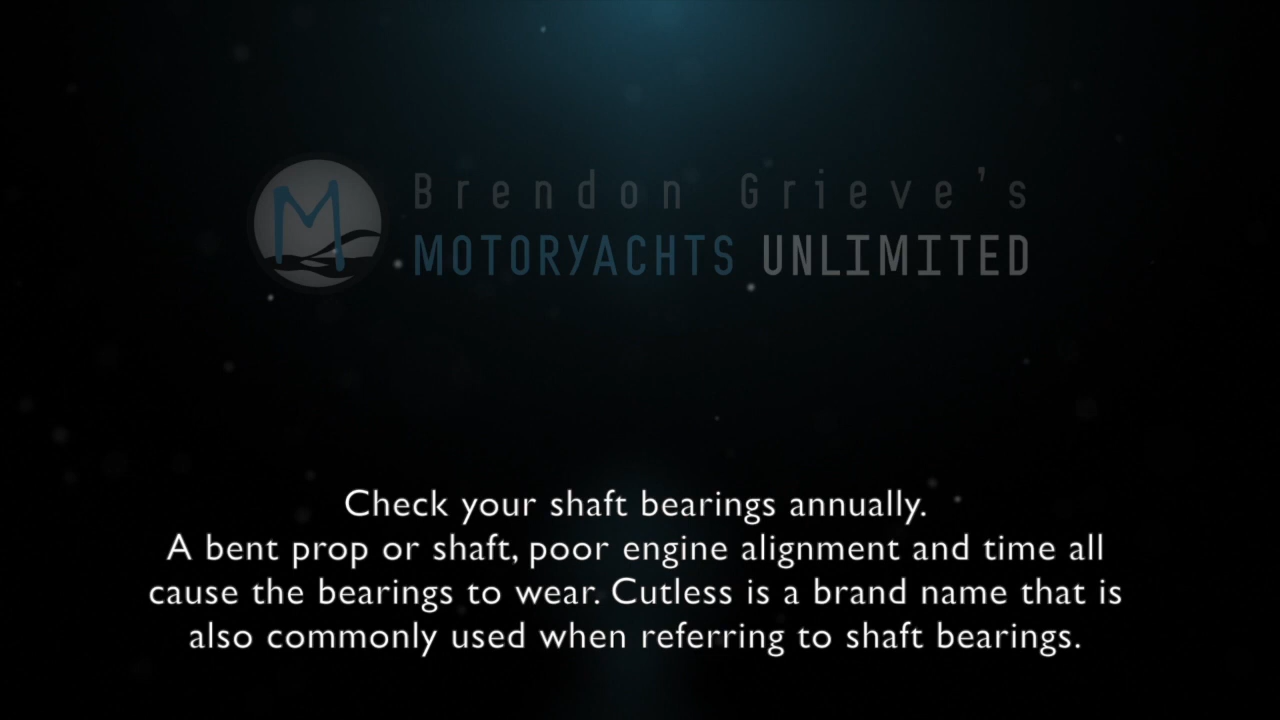 M
Brendon Grieve's
MOTORYACHTS UNLIMITED
Check your shaft bearings annually.
A bent prop or shaft, poor engine alignment and time all
cause the bearings to wear. Cutless is a brand name that is
also commonly used when referring to shaft bearings.